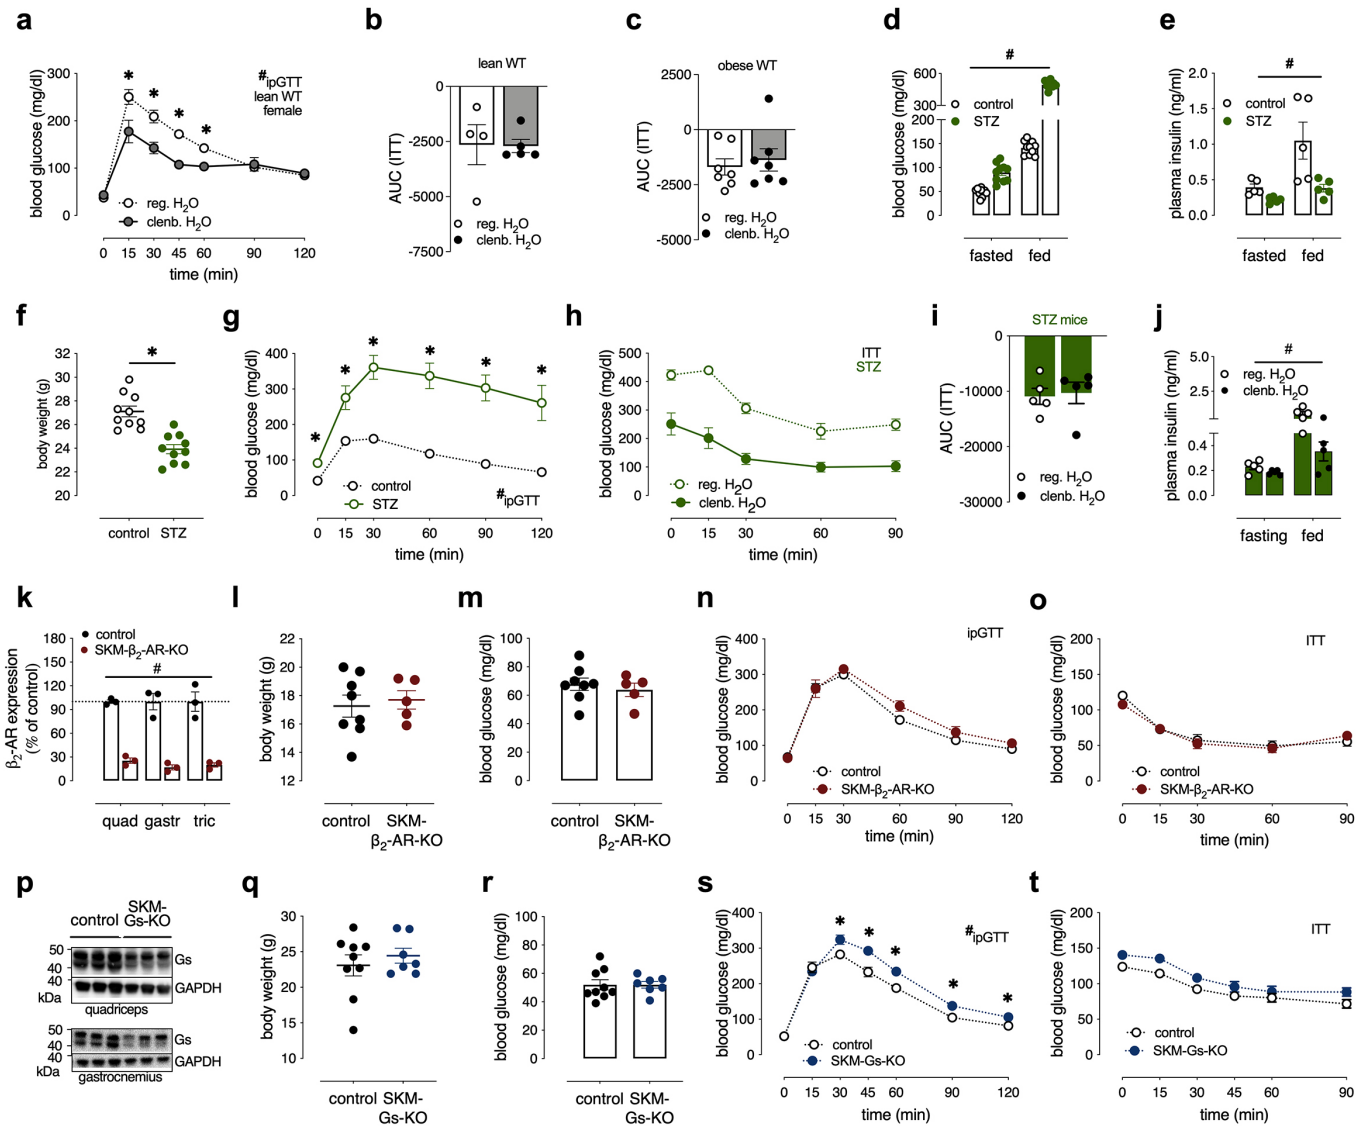 a
blood glucose (mg/dl)
300
200
100
0
* * * *
#ipGTT
lean WT
female
reg. H2O
clenb. H2O
0 15 30 45 60 90 120
time (min)
b
lean WT
AUC (ITT)
0
-2500
-5000
-7500
reg. H2O
clenb. H2O
c
obese WT
AUC (ITT)
2500
0
-2500
-5000
reg. H2O
clenb. H2O
d
#
blood glucose (mg/dl)
600
300
200
150
100
50
0
control
STZ
fasted fed
e
#
plasma insulin (ng/ml)
2.0
1.5
1.0
0.5
0.0
control
STZ
fasted fed
f
body weight (g)
32
30
28
26
24
22
20
*
control STZ
g
blood glucose (mg/dl)
400
300
200
100
0
* * * * * *
control
STZ
#ipGTT
0 15 30 60 90 120
time (min)
h
blood glucose (mg/dl)
500
400
300
200
100
0
ITT
STZ
reg. H2O
clenb. H2O
0 15 30 60 90
time (min)
i
STZ mice
AUC (ITT)
0
-10000
-20000
-30000
reg. H2O
clenb. H2O
j
#
plasma insulin (ng/ml)
5.0
2.5
0.4
0.2
0.0
reg. H2O
clenb. H2O
fasting fed
k
β2-AR expression
(% of control)
180
150
120
90
60
30
0
control
SKM-β2-AR-KO
#
quad gastr tric
l
body weight (g)
22
20
18
16
14
12
control SKM-
β2-AR-KO
m
blood glucose (mg/dl)
100
80
60
40
20
0
control SKM-
β2-AR-KO
n
blood glucose (mg/dl)
400
300
200
100
0
ipGTT
control
SKM-β2-AR-KO
0 15 30 60 90 120
time (min)
o
blood glucose (mg/dl)
200
150
100
50
0
ITT
control
SKM-β2-AR-KO
0 15 30 60 90
time (min)
p
control SKM-
Gs-KO
50
40
Gs
40
kDa
GAPDH
quadriceps
50
40
Gs
40
kDa
GAPDH
gastrocnemius
q
body weight (g)
30
25
20
15
10
control SKM-
Gs-KO
r
blood glucose (mg/dl)
100
80
60
40
20
0
control SKM-
Gs-KO
s
blood glucose (mg/dl)
400
300
200
100
0
* * * * *
#ipGTT
control
SKM-Gs-KO
0 15 30 45 60 90 120
time (min)
t
blood glucose (mg/dl)
200
150
100
50
0
ITT
control
SKM-Gs-KO
0 15 30 45 60 90
time (min)